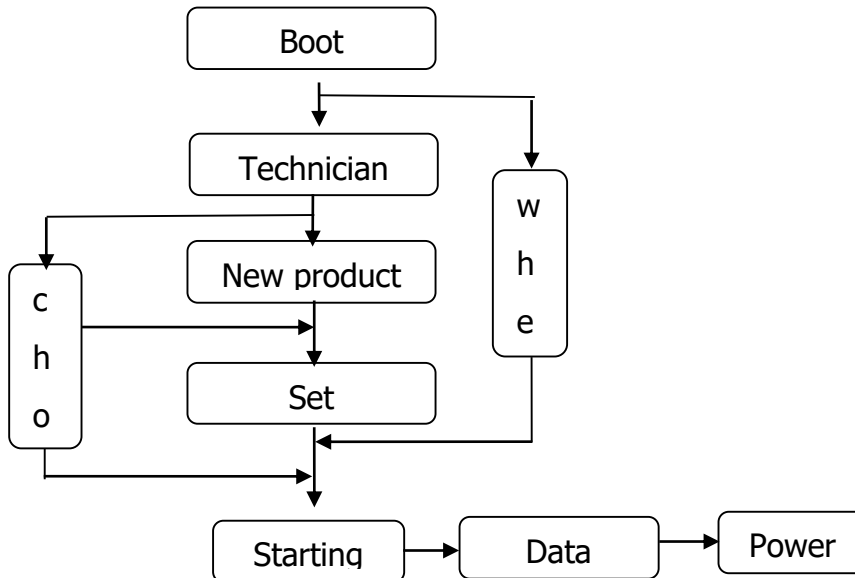 Boot
Technician
w
h
e
New product
c
h
o
Set
Starting
Data
Power